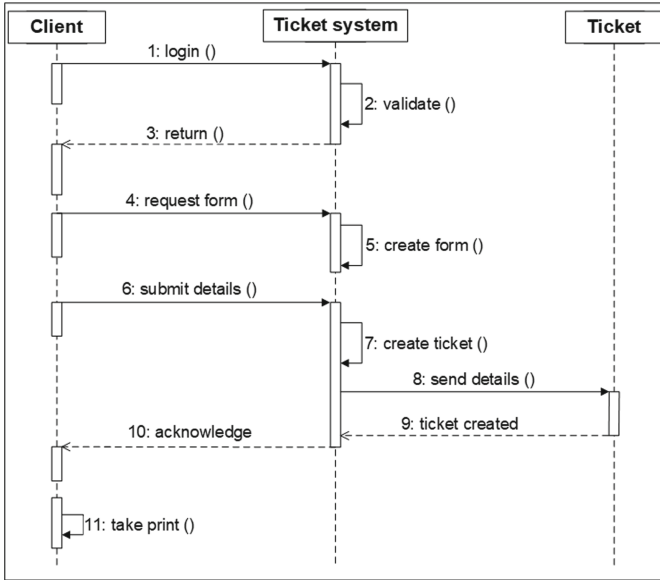 Client
Ticket system
Ticket
1: login ()
2: validate ()
3: return ()
4: request form ()
5: create form ()
6: submit details ()
7: create ticket ()
8: send details ()
9: ticket created
10: acknowledge
11: take print ()